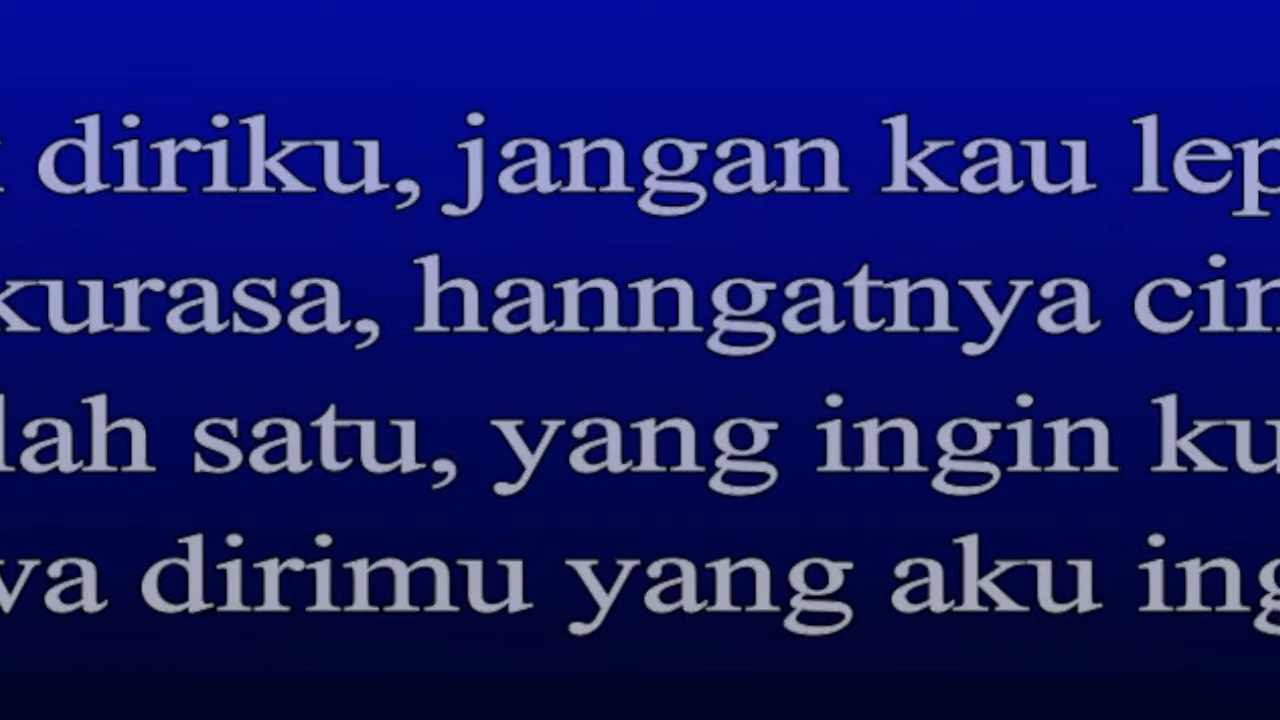 diriku, jangan kau lep
kurasa, hanngatnya cin
lah satu, yang ingin ku
va dirimu yang aku ing